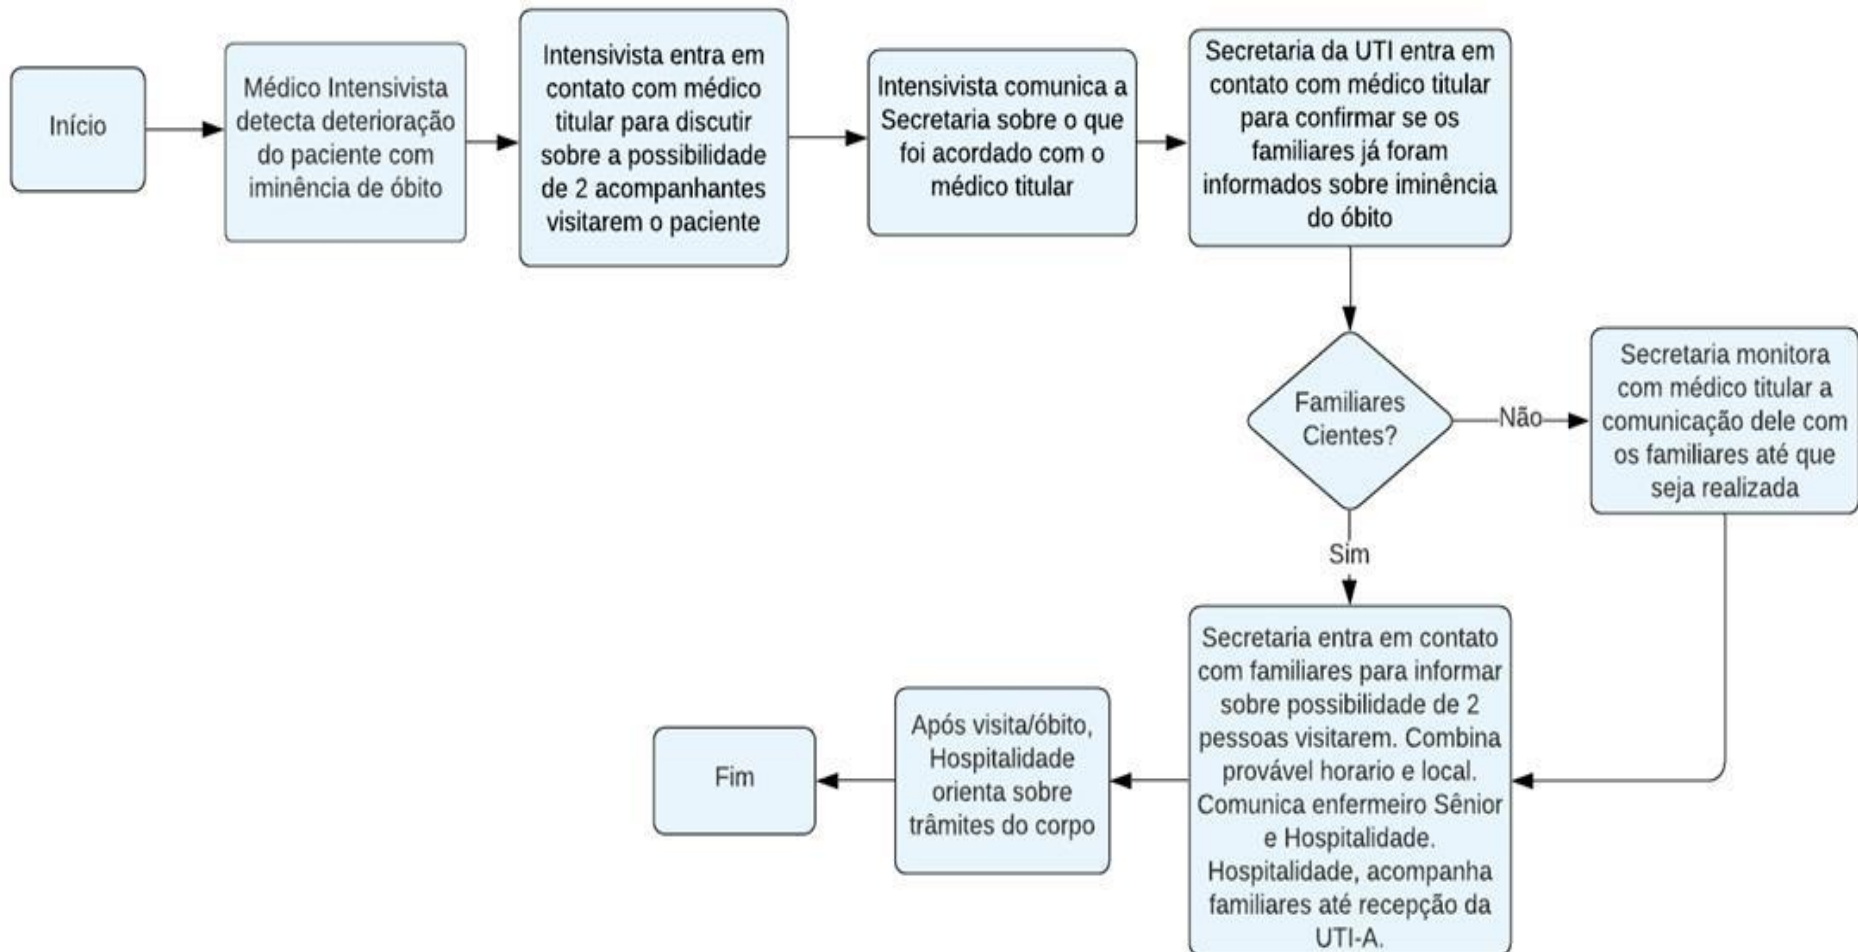 Início
Médico Intensivista
detecta deterioração
do paciente com
iminência de óbito
Intensivista entra em
contato com médico
titular para discutir
sobre a possibilidade
de 2 acompanhantes
visitarem o paciente
Intensivista comunica a
Secretaria sobre o que
foi acordado com o
médico titular
Secretaria da UTI entra em
contato com médico titular
para confirmar se os
familiares já foram
informados sobre iminência
do óbito
Familiares
Cientes?
Não
Secretaria monitora
com médico titular a
comunicação dele com
os familiares até que
seja realizada
Sim
Secretaria entra em contato
com familiares para informar
sobre possibilidade de 2
pessoas visitarem. Combina
provável horario e local.
Comunica enfermeiro Sênior
e Hospitalidade.
Hospitalidade, acompanha
familiares até recepção da
UTI-A.
Após visita/óbito,
Hospitalidade
orienta sobre
trâmites do corpo
Fim